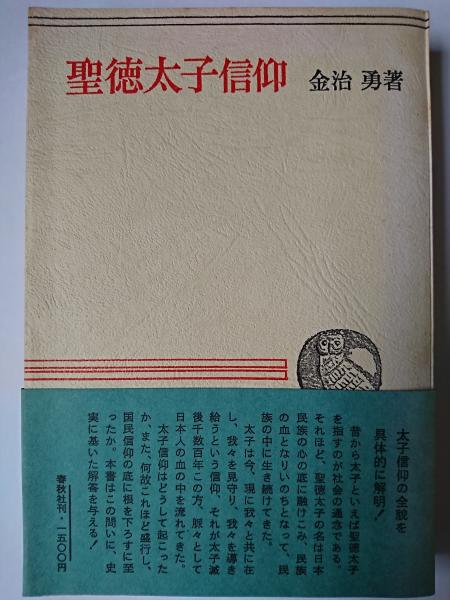 聖徳太子信仰 金治 勇著
太子信仰の全貌を
具体的に解明!
昔から太子といえば聖徳太子
を指すのが社会の通念である。
それほど、聖徳太子の名は日本
民族の心の底に融けこみ、民族
の血となりいのちとなって、民
族の中に生き続けてきた。
太子は今、現に我々と共に在
し、我々を見守り、我々を導き
給うという信仰、それが太子滅
後千数百年この方、脈々として
日本人の血の中を流れてきた。
太子信仰はどうして起こった
か、また、何故これほど盛行し、
国民信仰の底に根を下ろすに至
ったか。本書はこの問いに、史
実に基いた解答を与える!
春秋社刊・一五〇〇円